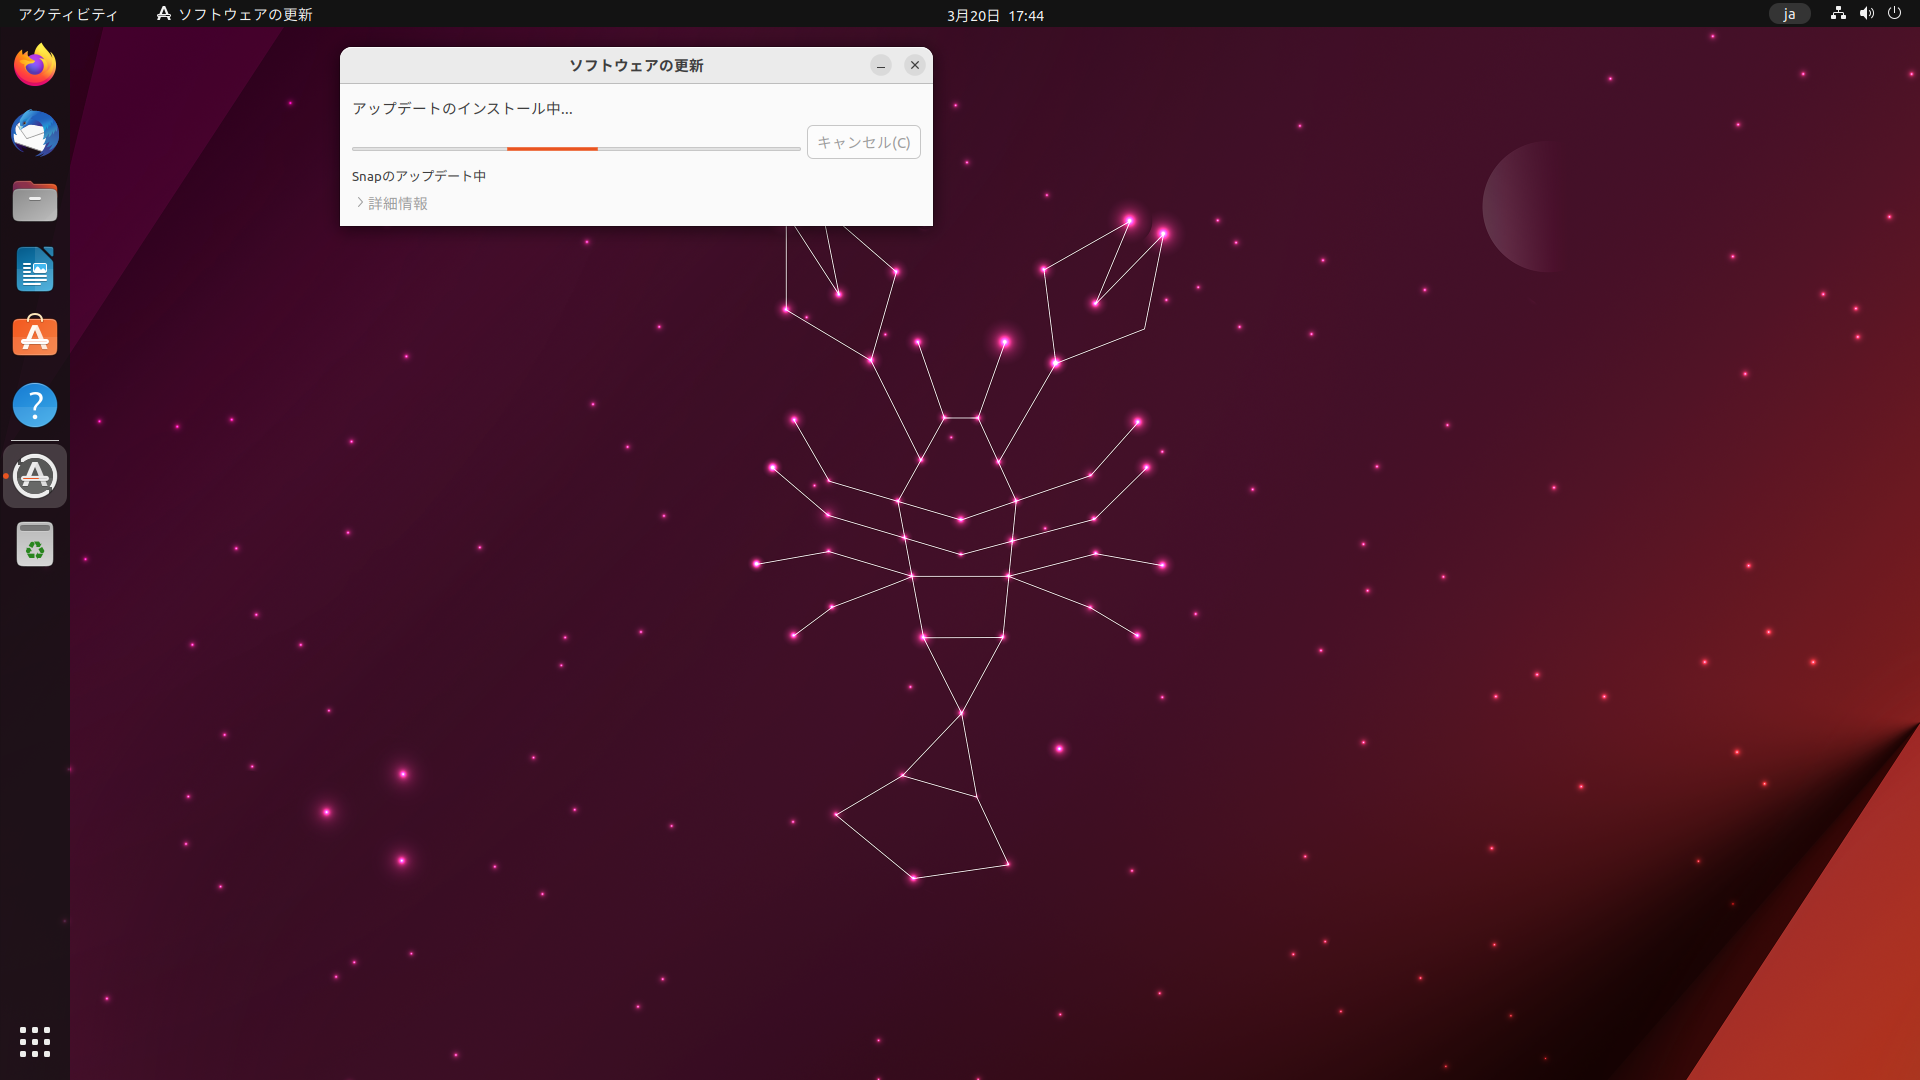 アクティビティ
ソフトウェアの更新
3月20日 17:44
ja
ソフトウェアの更新
アップデートのインストール中...
キャンセル(C)
Snapのアップデート中
詳細情報